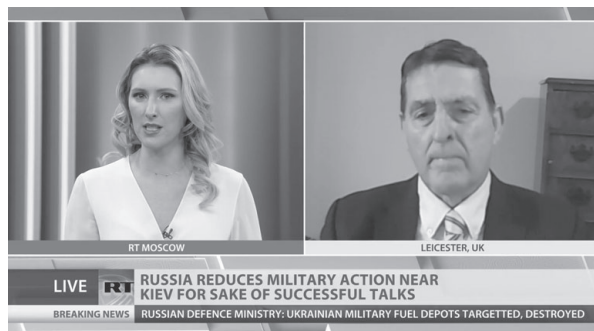 RT MOSCOW
LEICESTER, UK
LIVE RT RUSSIA REDUCES MILITARY ACTION NEAR
KIEV FOR SAKE OF SUCCESSFUL TALKS
BREAKING NEWS RUSSIAN DEFENCE MINISTRY: UKRAINIAN MILITARY FUEL DEPOTS TARGETTED, DESTROYED